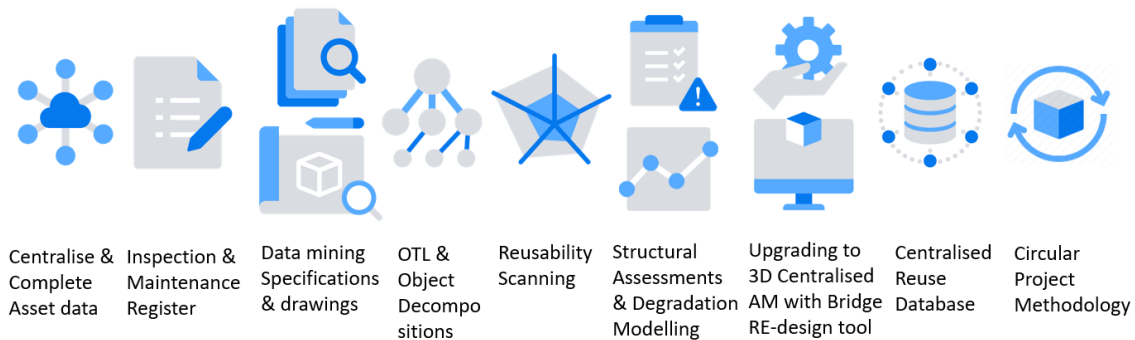 Centralise &
Complete
Asset data
Inspection &
Maintenance
Register
Data mining
Specifications
& drawings
OTL &
Object
Decompo
sitions
Reusability
Scanning
Structural
Assessments
& Degradation
Modelling
Upgrading to
3D Centralised
AM with Bridge
RE-design tool
Centralised
Reuse
Database
Circular
Project
Methodology